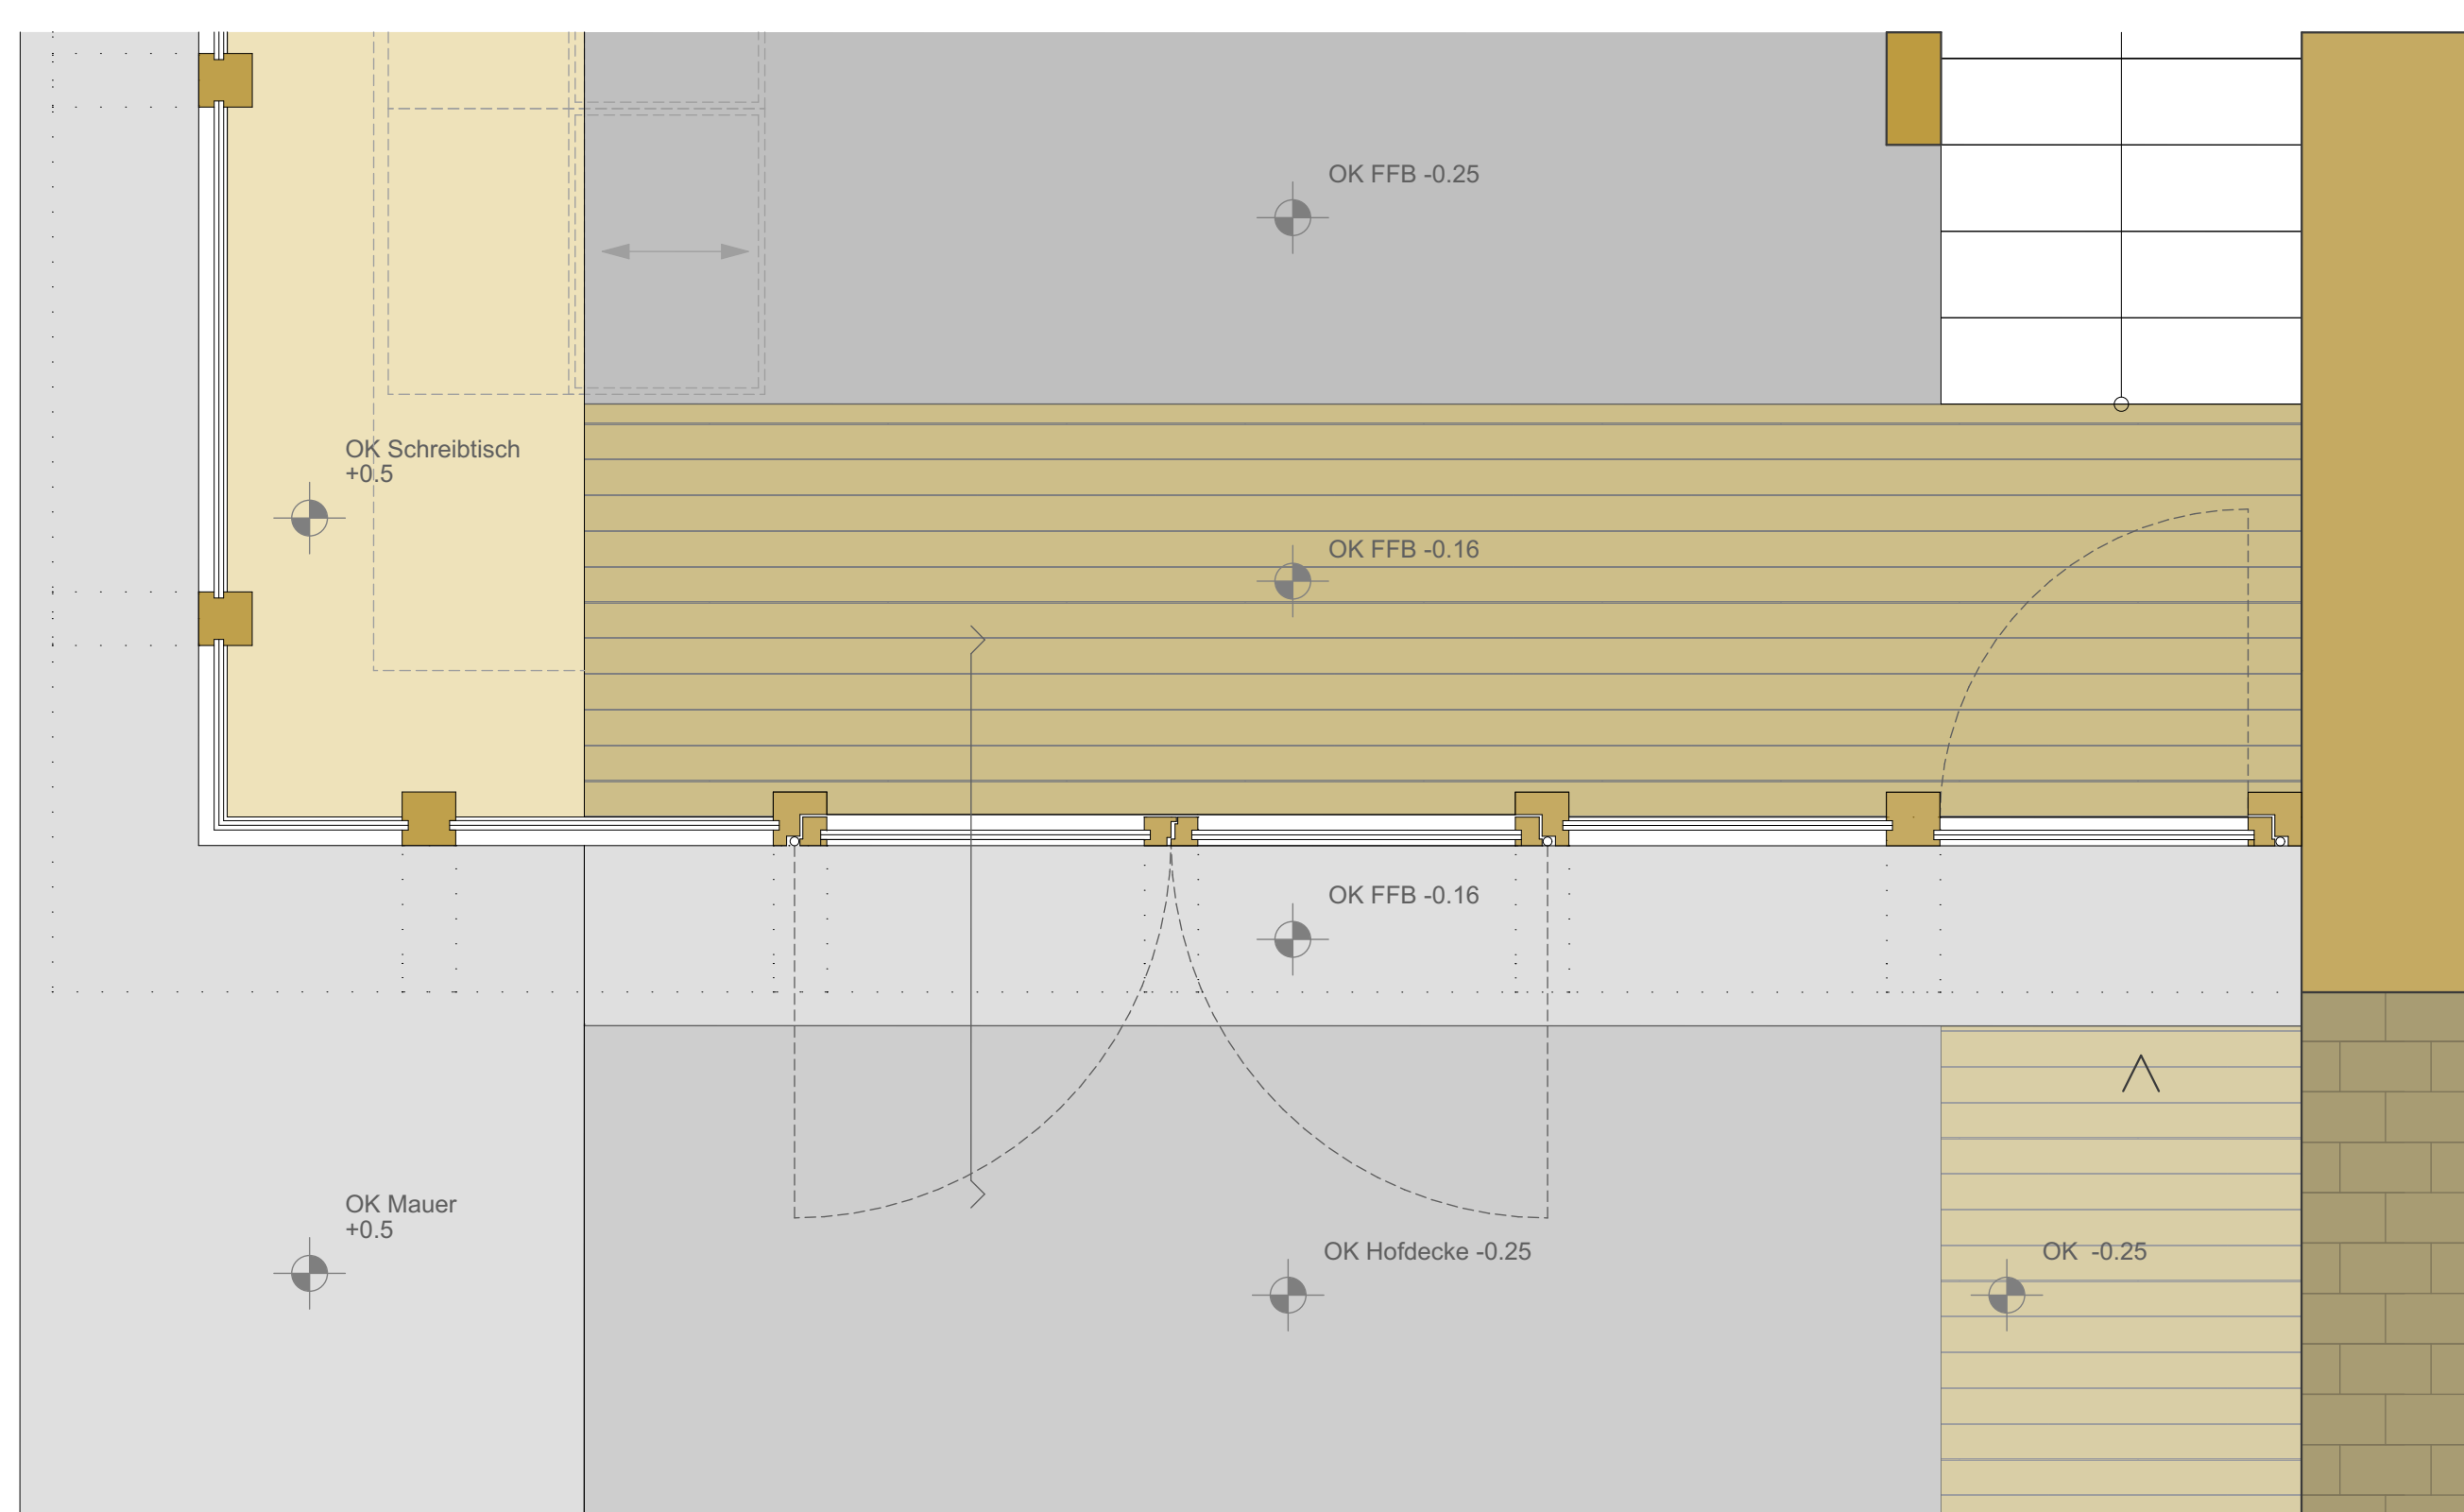 OK FFB -0.25
OK Schreibtisch
+0.5
OK FFB -0.16
OK FFB -0.16
OK Mauer
+0.5
OK Hofdecke -0.25
OK  -0.25